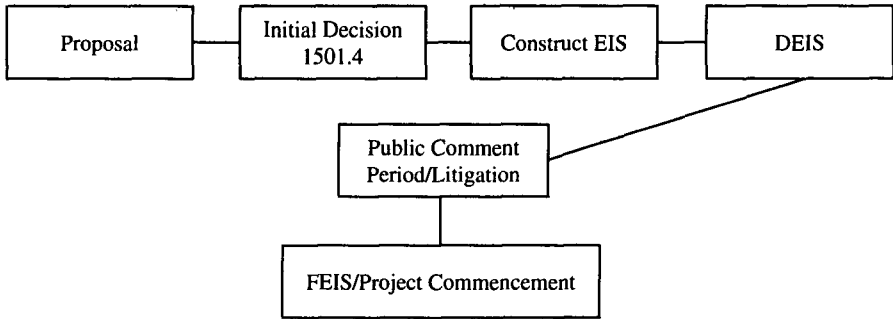 Proposal
Initial Decision
1501.4
Construct EIS
DEIS
Public Comment
Period/Litigation
FEIS/Project Commencement